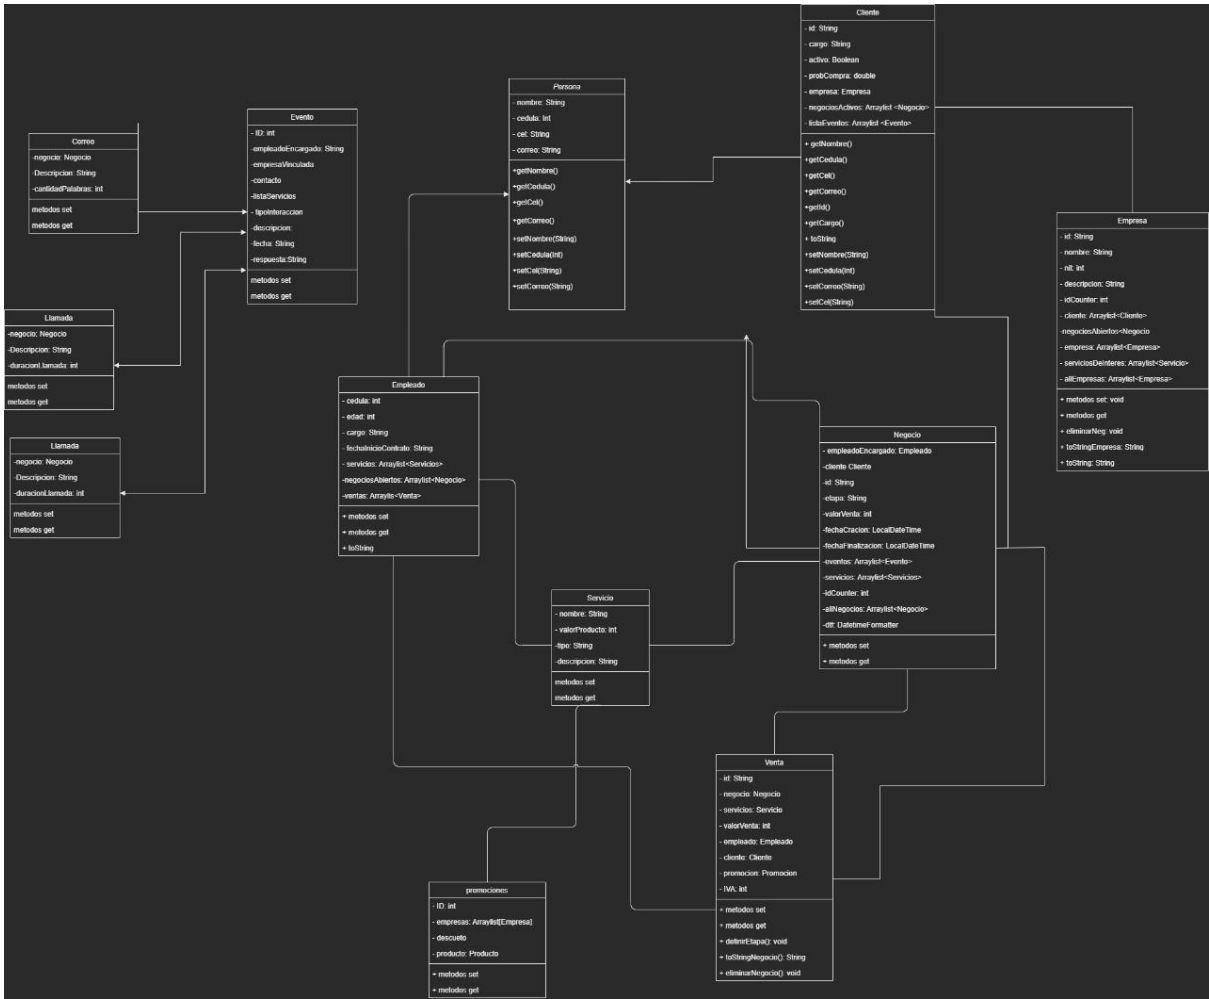 Cliente
- id: String
- cargo: String
- activo: Boolean
- probCompra: double
- empresa: Empresa
- negociosActivos: Arraylist <Negocio>
- listaEventos: Arraylist <Evento>
+ getNombre()
+getCedula()
+getCel()
+getCorreo()
+getId()
+getCargo()
+ toString
+setNombre(String)
+setCedula(Int)
+setCorreo(String)
+setCel(String)
Persona
- nombre: String
- cedula: Int
- cel: String
- correo: String
+getNombre()
+getCedula()
+getCel()
+getCorreo()
+setNombre(String)
+setCedula(Int)
+setCel(String)
+setCorreo(String)
Evento
- ID: int
-empleadoEncargado: String
-empresaVinculada
-contacto
-listaServicios
- tipoInteraccion
-descripcion:
-fecha: String
-respuesta:String
metodos set
metodos get
Correo
-negocio: Negocio
-Descripcion: String
-cantidadPalabras: int
metodos set
metodos get
Empresa
- id: String
- nombre: String
- nit: int
- descripcion: String
- idCounter: int
- cliente: Arraylist<Cliente>
-negociosAbiertos<Negocio
- empresa: Arraylist<Empresa>
- serviciosDeInteres: Arraylist<Servicio>
- allEmpresas: Arraylist<Empresa>
+ metodos set: void
+ metodos get
+ eliminarNeg: void
+ toStringEmpresa: String
+ toString: String
Llamada
-negocio: Negocio
-Descripcion: String
-duracionLlamada: int
metodos set
metodos get
Llamada
-negocio: Negocio
-Descripcion: String
-duracionLlamada: int
metodos set
metodos get
Empleado
- cedula: int
- edad: int
- cargo: String
- fechaInicioContrato: String
- servicios: Arraylist<Servicios>
-negociosAbiertos: Arraylist<Negocio>
-ventas: Arraylis<Venta>
+ metodos set
+ metodos get
+ toString
Negocio
- empleadoEncargado: Empleado
-cliente Cliente
-id: String
-etapa: String
-valorVenta: int
-fechaCracion: LocalDateTime
-fechaFinalizacion: LocalDateTime
-eventos: Arraylist<Evento>
-servicios: Arraylist<Servicios>
-idCounter: int
-allNegocios: Arraylist<Negocio>
-dtf: DatetimeFormatter
+ metodos set
+ metodos get
Servicio
- nombre: String
- valorProducto: int
-tipo: String
-descripcion: String
metodos set
metodos get
Venta
- id: String
- negocio: Negocio
- servicios: Servicio
- valorVenta: int
- empleado: Empleado
- cliente: Cliente
- promocion: Promocion
- IVA: int
+ metodos set
+ metodos get
+ definirEtapa(): void
+ toStringNegocio(): String
+ eliminarNegocio(): void
promociones
- ID: int
- empresas: Arraylist[Empresa]
- descueto
- producto: Producto
+ metodos set
+ metodos get